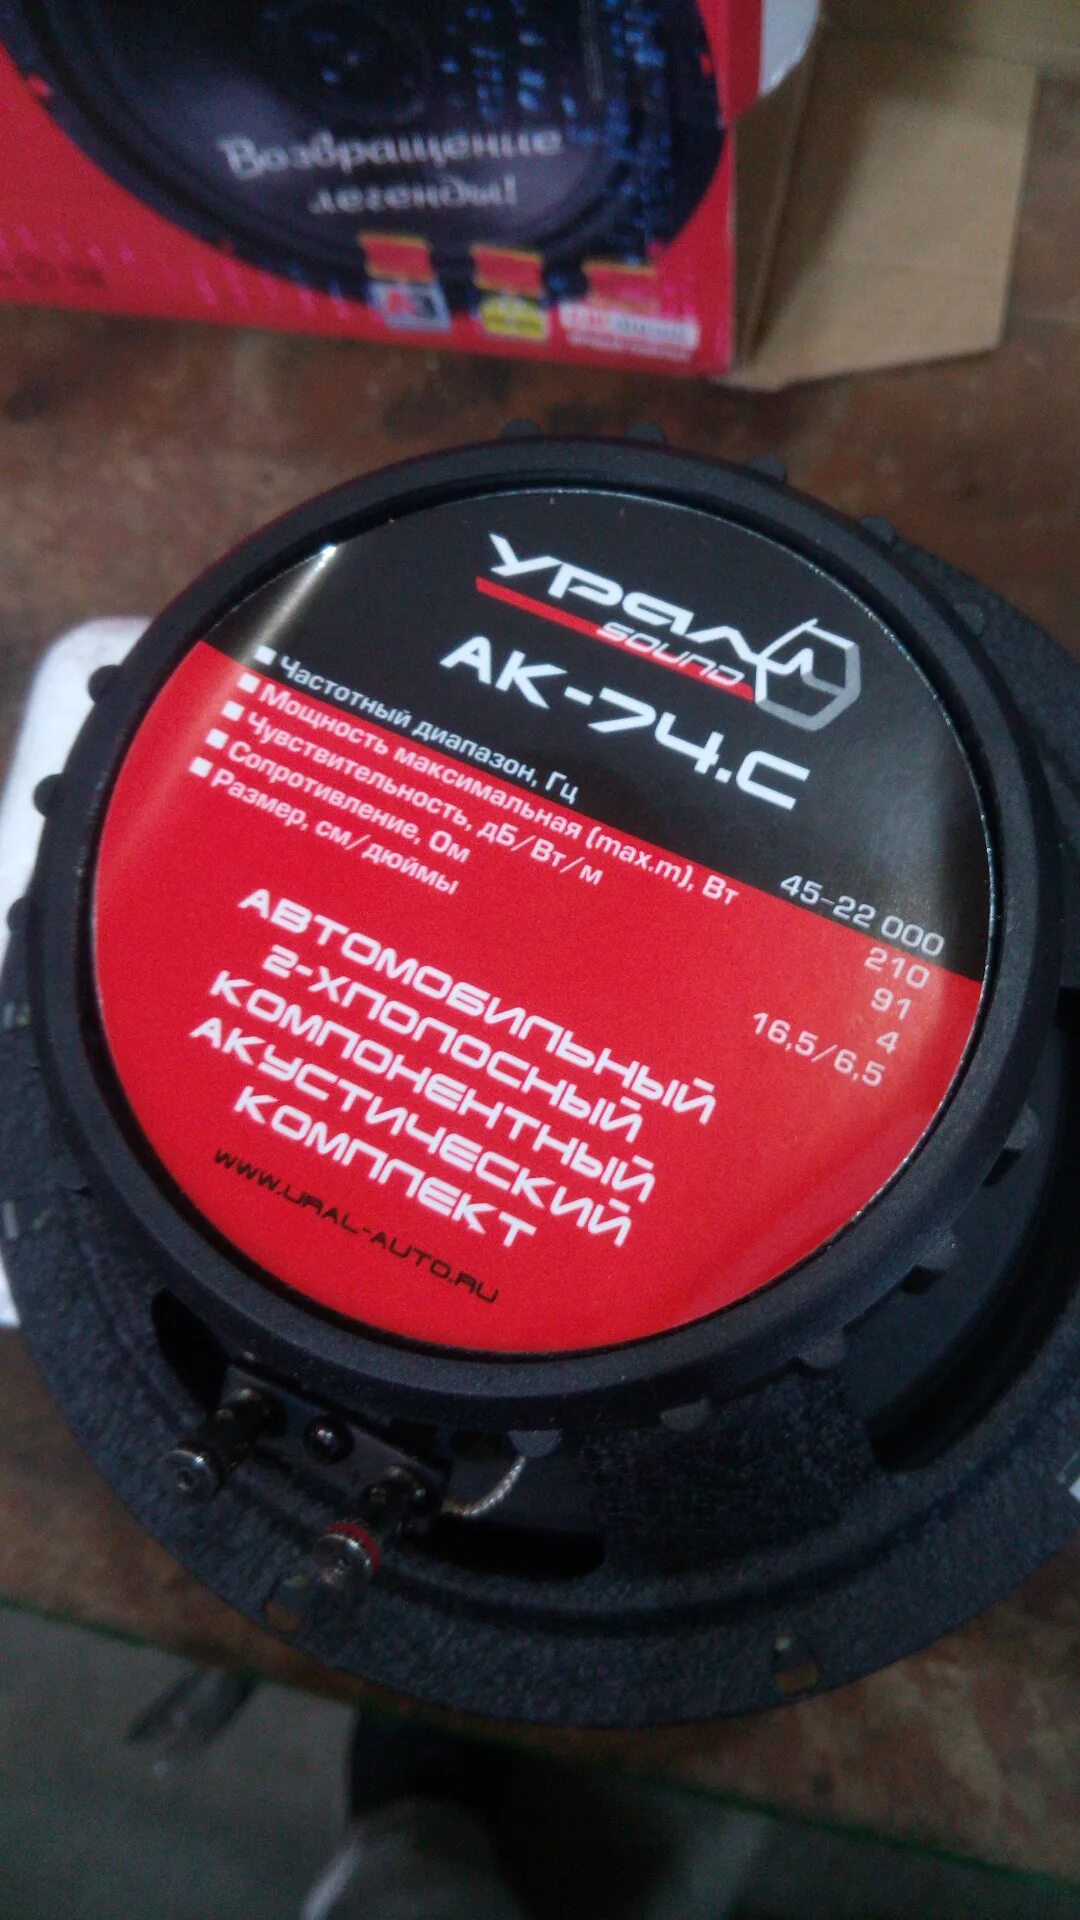 Возвращение
легенды!
УРАЛ
SOUND
АК-74.С
Частотный диапазон, Гц 45-22 000
Мощность максимальная (max.m), Вт 210
Чувствительность, дБ/Вт/м 91
Сопротивление, Ом 4
Размер, см/дюймы 16,5/6,5
АВТОМОБИЛЬНЫЙ
2-ХПОЛОСНЫЙ
КОМПОНЕНТНЫЙ
АКУСТИЧЕСКИЙ
КОМПЛЕКТ
WWW.URAL-AUTO.RU